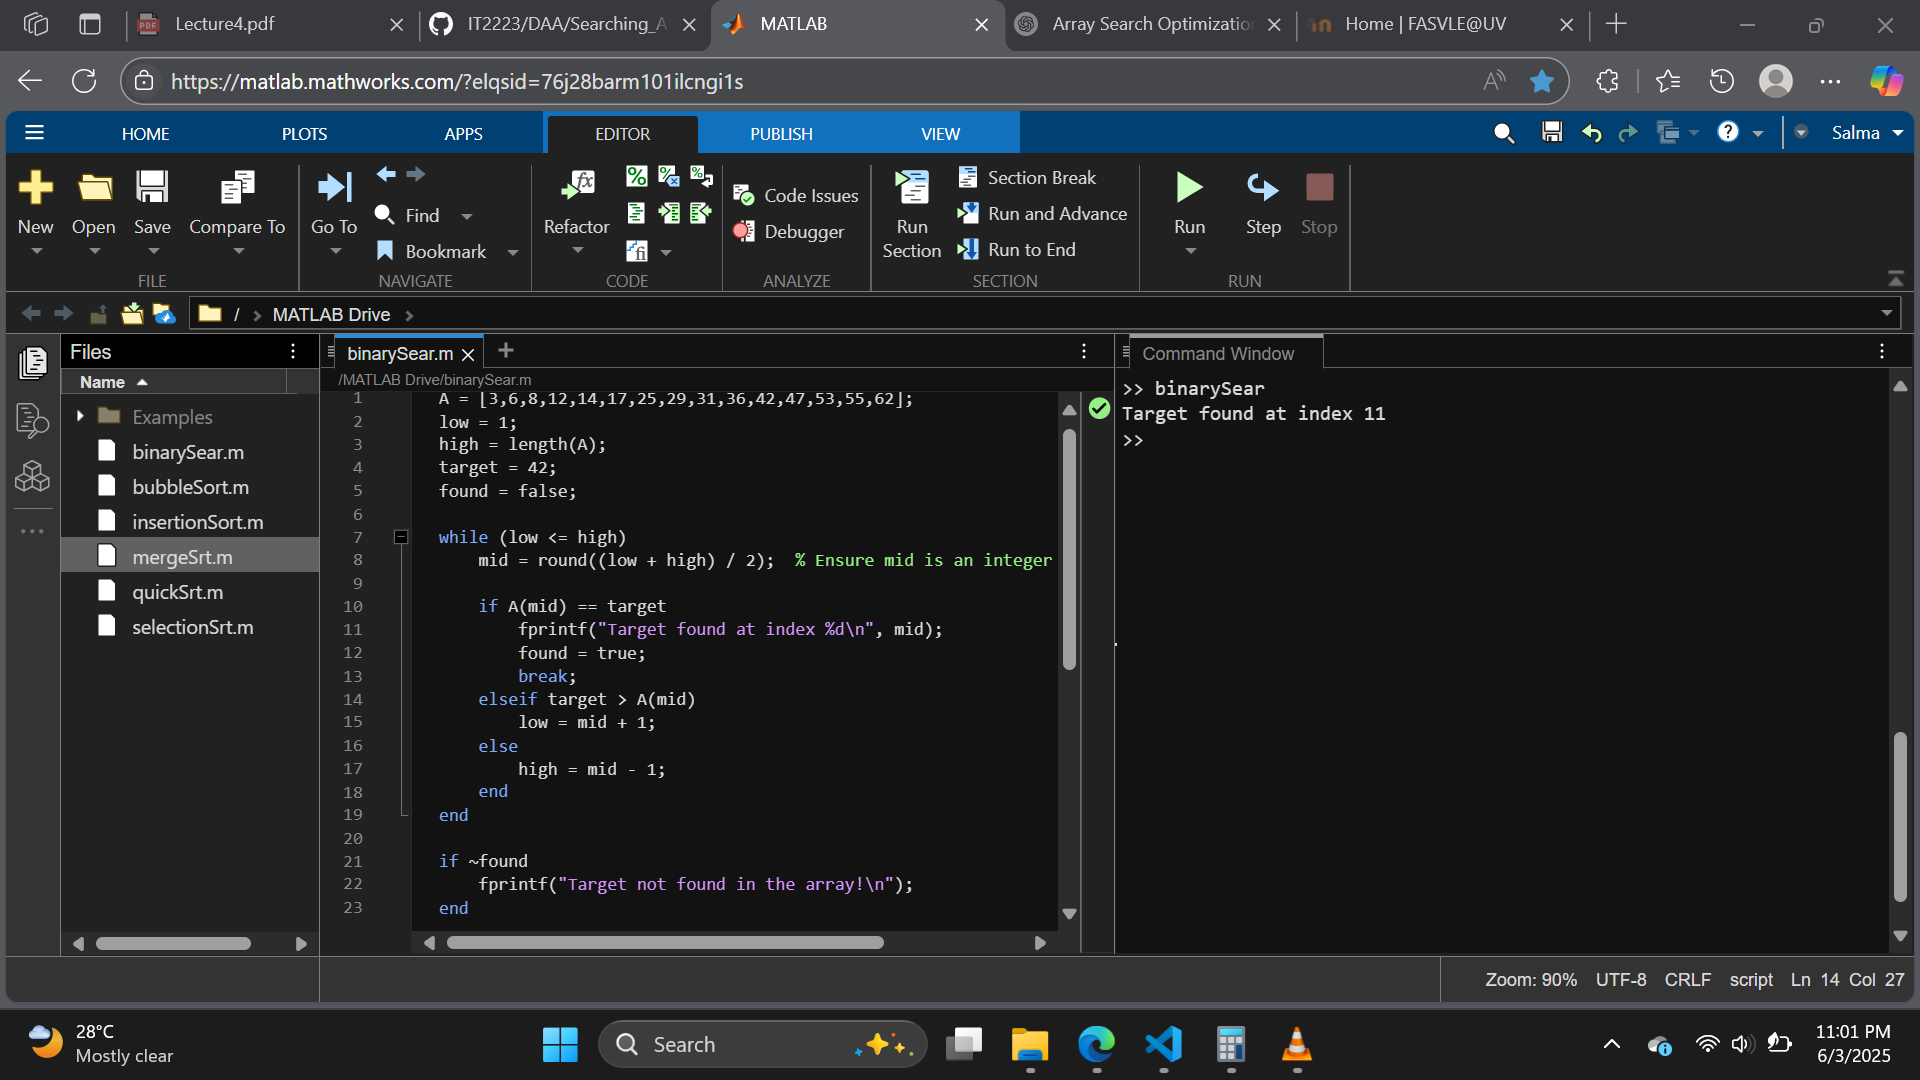 Lecture4.pdf
IT2223/DAA/Searching_A
MATLAB
Array Search Optimizatio
Home | FASVLE@UV
https://matlab.mathworks.com/?elqsid=76j28barm101ilcngi1s
HOME PLOTS APPS EDITOR PUBLISH VIEW
Salma
New
Open
Save
Compare To
FILE
Go To
Find
Bookmark
NAVIGATE
Refactor
CODE
Code Issues
Debugger
ANALYZE
Run Section
Section Break
Run and Advance
Run to End
SECTION
Run
Step
Stop
RUN
/ > MATLAB Drive >
Files
Name
Examples
binarySear.m
bubbleSort.m
insertionSort.m
mergeSrt.m
quickSrt.m
selectionSrt.m
binarySear.m
/MATLAB Drive/binarySear.m
1 A = [3,6,8,12,14,17,25,29,31,36,42,47,53,55,62];
2 low = 1;
3 high = length(A);
4 target = 42;
5 found = false;
6
7 while (low <= high)
8 mid = round((low + high) / 2);  % Ensure mid is an integer
9
10 if A(mid) == target
11 fprintf("Target found at index %d\n", mid);
12 found = true;
13 break;
14 elseif target > A(mid)
15 low = mid + 1;
16 else
17 high = mid - 1;
18 end
19 end
20
21 if ~found
22 fprintf("Target not found in the array!\n");
23 end
Command Window
>> binarySear
Target found at index 11
>>
Zoom: 90% UTF-8 CRLF script Ln 14 Col 27
28°C
Mostly clear
Search
11:01 PM
6/3/2025